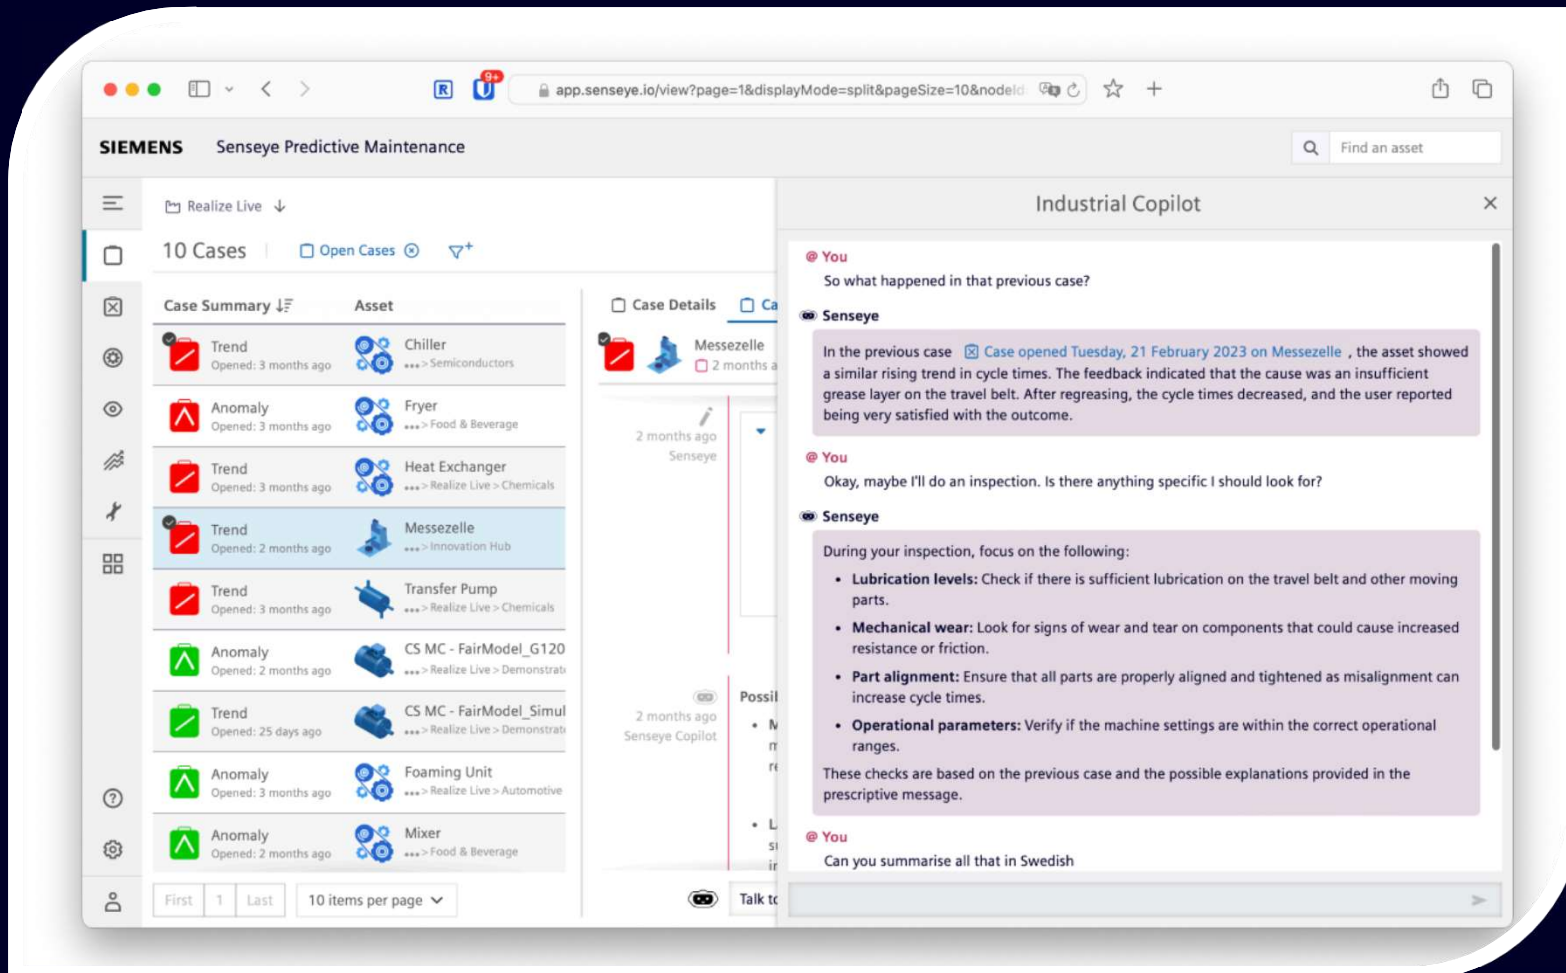 9+
app.senseye.io/view?page=1&displayMode=split&pageSize=10&nodeId
SIEMENS Senseye Predictive Maintenance
Find an asset
Realize Live
10 Cases Open Cases
Case Summary Asset
Trend Chiller
Opened: 3 months ago ...>Semiconductors
Anomaly Fryer
Opened: 3 months ago ...>Food & Beverage
Trend Heat Exchanger
Opened: 3 months ago ...>Realize Live>Chemicals
Trend Messezelle
Opened: 2 months ago ...>Innovation Hub
Trend Transfer Pump
Opened: 3 months ago ...>Realize Live>Chemicals
Anomaly CS MC - FairModel_G120
Opened: 2 months ago ...>Realize Live>Demonstrat
Trend CS MC - FairModel_Simul
Opened: 25 days ago ...>Realize Live>Demonstrat
Anomaly Foaming Unit
Opened: 3 months ago ...>Realize Live>Automotive
Anomaly Mixer
Opened: 2 months ago ...>Food & Beverage
First 1 Last 10 items per page
Case Details Ca
Messezelle
2 months a
2 months ago
Senseye
Possil
2 months ago
Senseye Copilot
Talk to
Industrial Copilot
@ You
So what happened in that previous case?
Senseye
In the previous case Case opened Tuesday, 21 February 2023 on Messezelle , the asset showed
a similar rising trend in cycle times. The feedback indicated that the cause was an insufficient
grease layer on the travel belt. After regreasing, the cycle times decreased, and the user reported
being very satisfied with the outcome.
@ You
Okay, maybe I'll do an inspection. Is there anything specific I should look for?
Senseye
During your inspection, focus on the following:
• Lubrication levels: Check if there is sufficient lubrication on the travel belt and other moving
parts.
• Mechanical wear: Look for signs of wear and tear on components that could cause increased
resistance or friction.
• Part alignment: Ensure that all parts are properly aligned and tightened as misalignment can
increase cycle times.
• Operational parameters: Verify if the machine settings are within the correct operational
ranges.
These checks are based on the previous case and the possible explanations provided in the
prescriptive message.
@ You
Can you summarise all that in Swedish